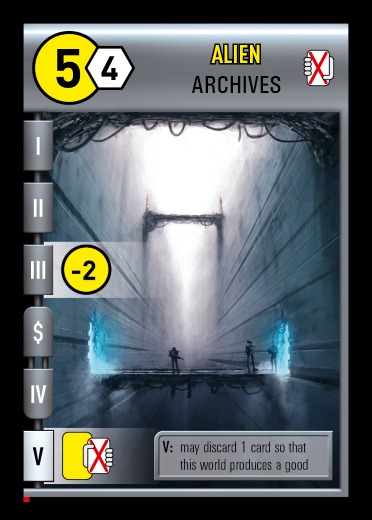 5 4
ALIEN
ARCHIVES
I
II
III -2
$
IV
V
V: may discard 1 card so that
this world produces a good